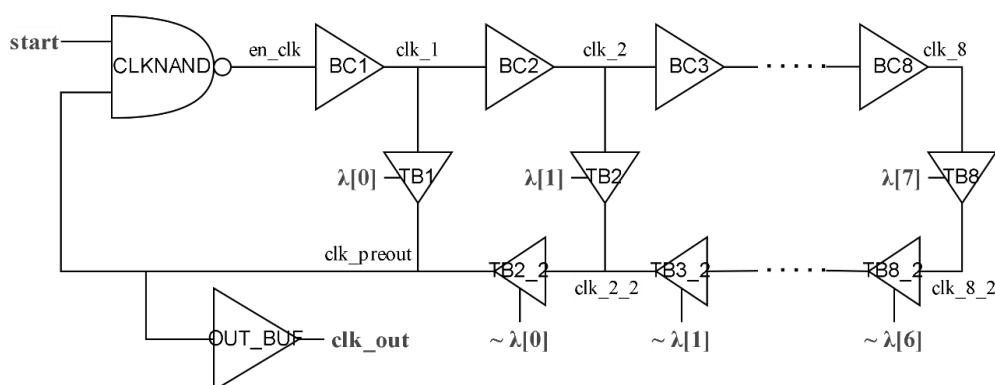 en_clk clk_1 clk_2 clk_8
start
CLKNAND BC1 BC2 BC3 ..... BC8
λ[0] TB1 λ[1] TB2 λ[7] TB8
clk_preout
TB2_2 TB3_2 ..... TB8_2
clk_2_2 clk_8_2
OUT_BUF clk_out ~ λ[0] ~ λ[1] ~ λ[6]